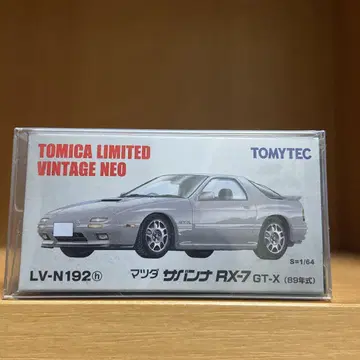 TOMICA LIMITED
VINTAGE NEO
TOMYTEC
S=1/64
LV-N192ⓗ
マツダ サバンナ RX-7 GT-X (89年式)